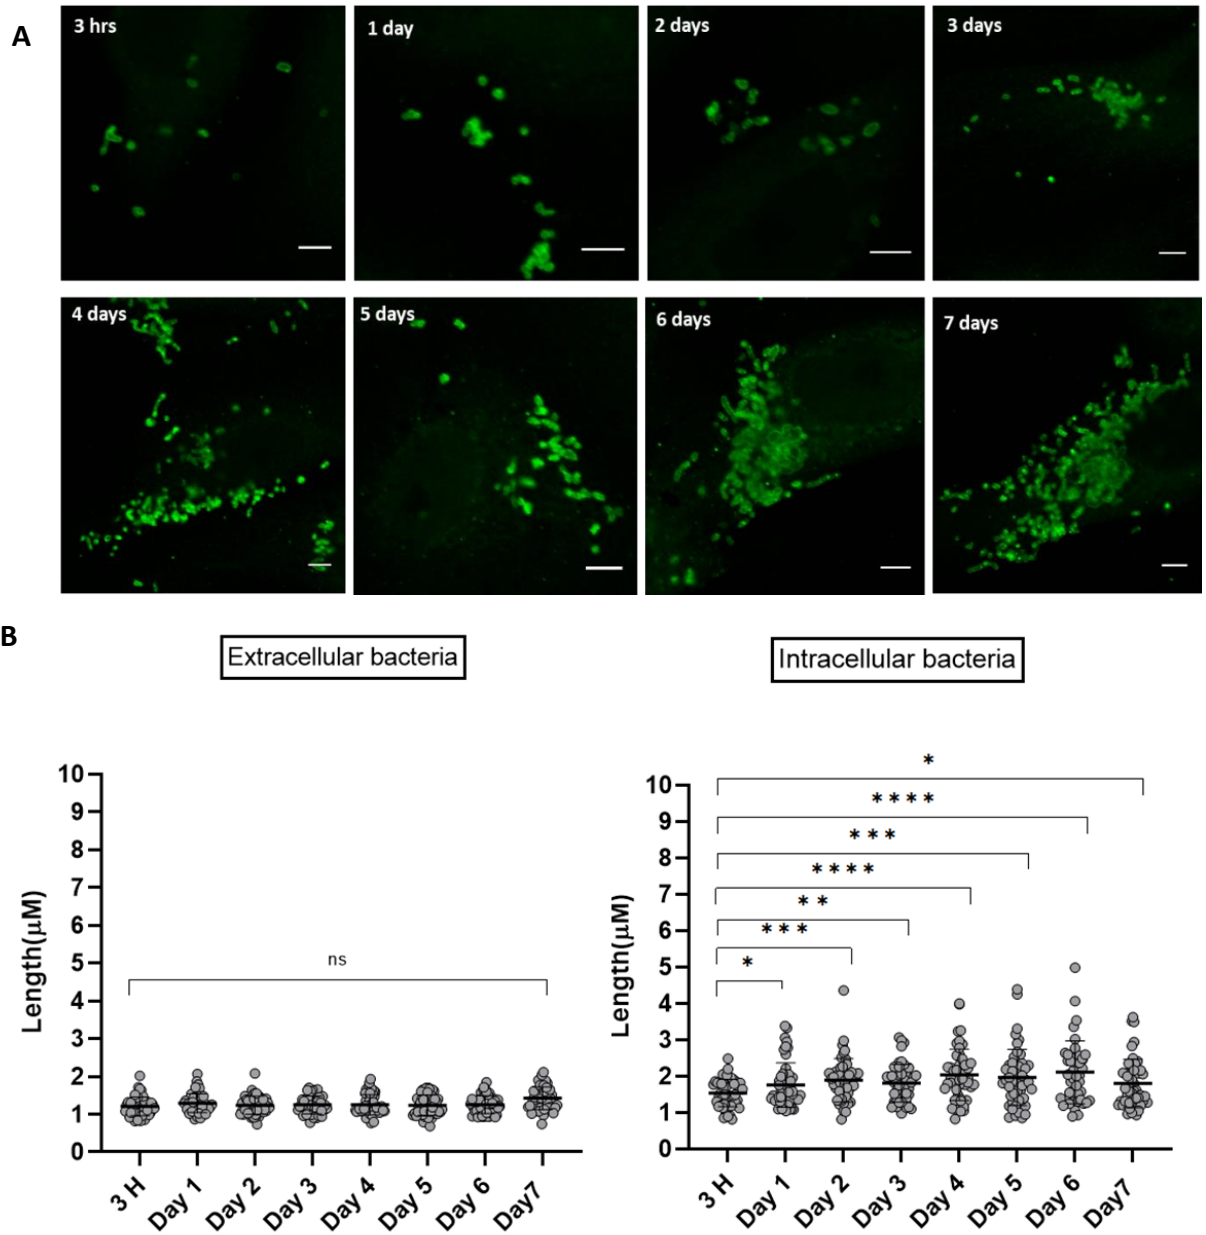 A
3 hrs
1 day
2 days
3 days
4 days
5 days
6 days
7 days
B
Extracellular bacteria
Intracellular bacteria
Length(µM)
10
9
8
7
6
5
4
3
2
1
0
ns
3 H
Day 1
Day 2
Day 3
Day 4
Day 5
Day 6
Day7
Length(µM)
10
9
8
7
6
5
4
3
2
1
0
*
****
***
****
**
***
*
3 H
Day 1
Day 2
Day 3
Day 4
Day 5
Day 6
Day7